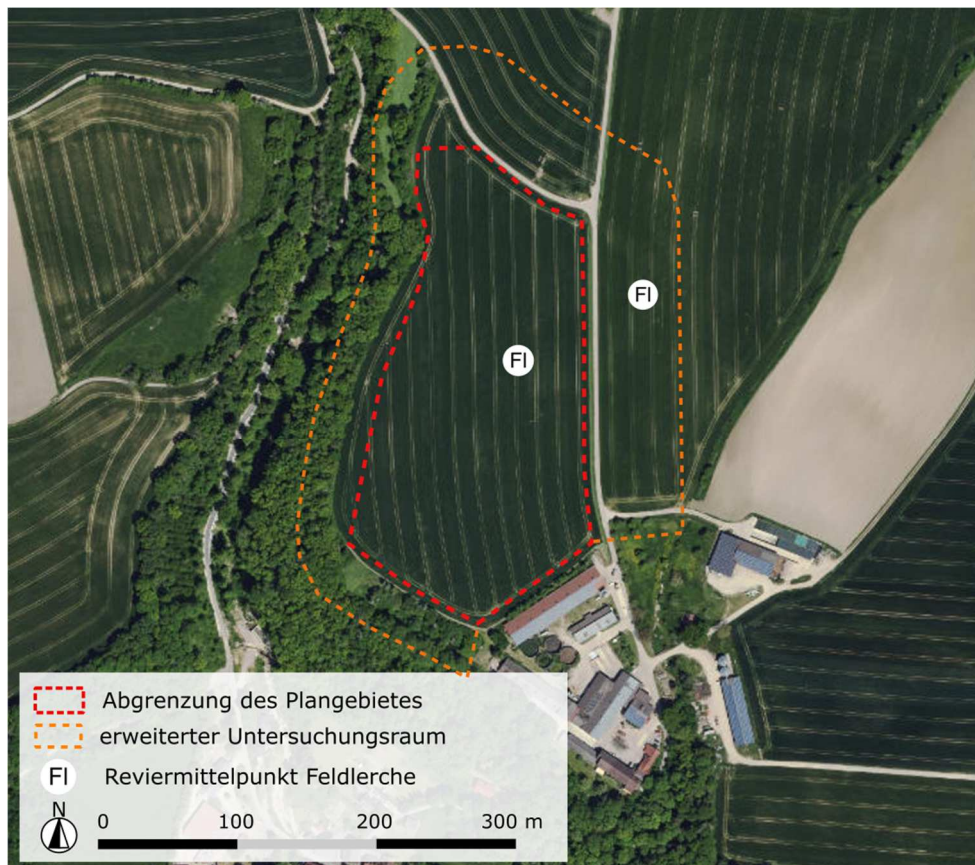 Fl
Fl
Abgrenzung des Plangebietes
erweiterter Untersuchungsraum
Fl Reviermittelpunkt Feldlerche
N
0 100 200 300 m